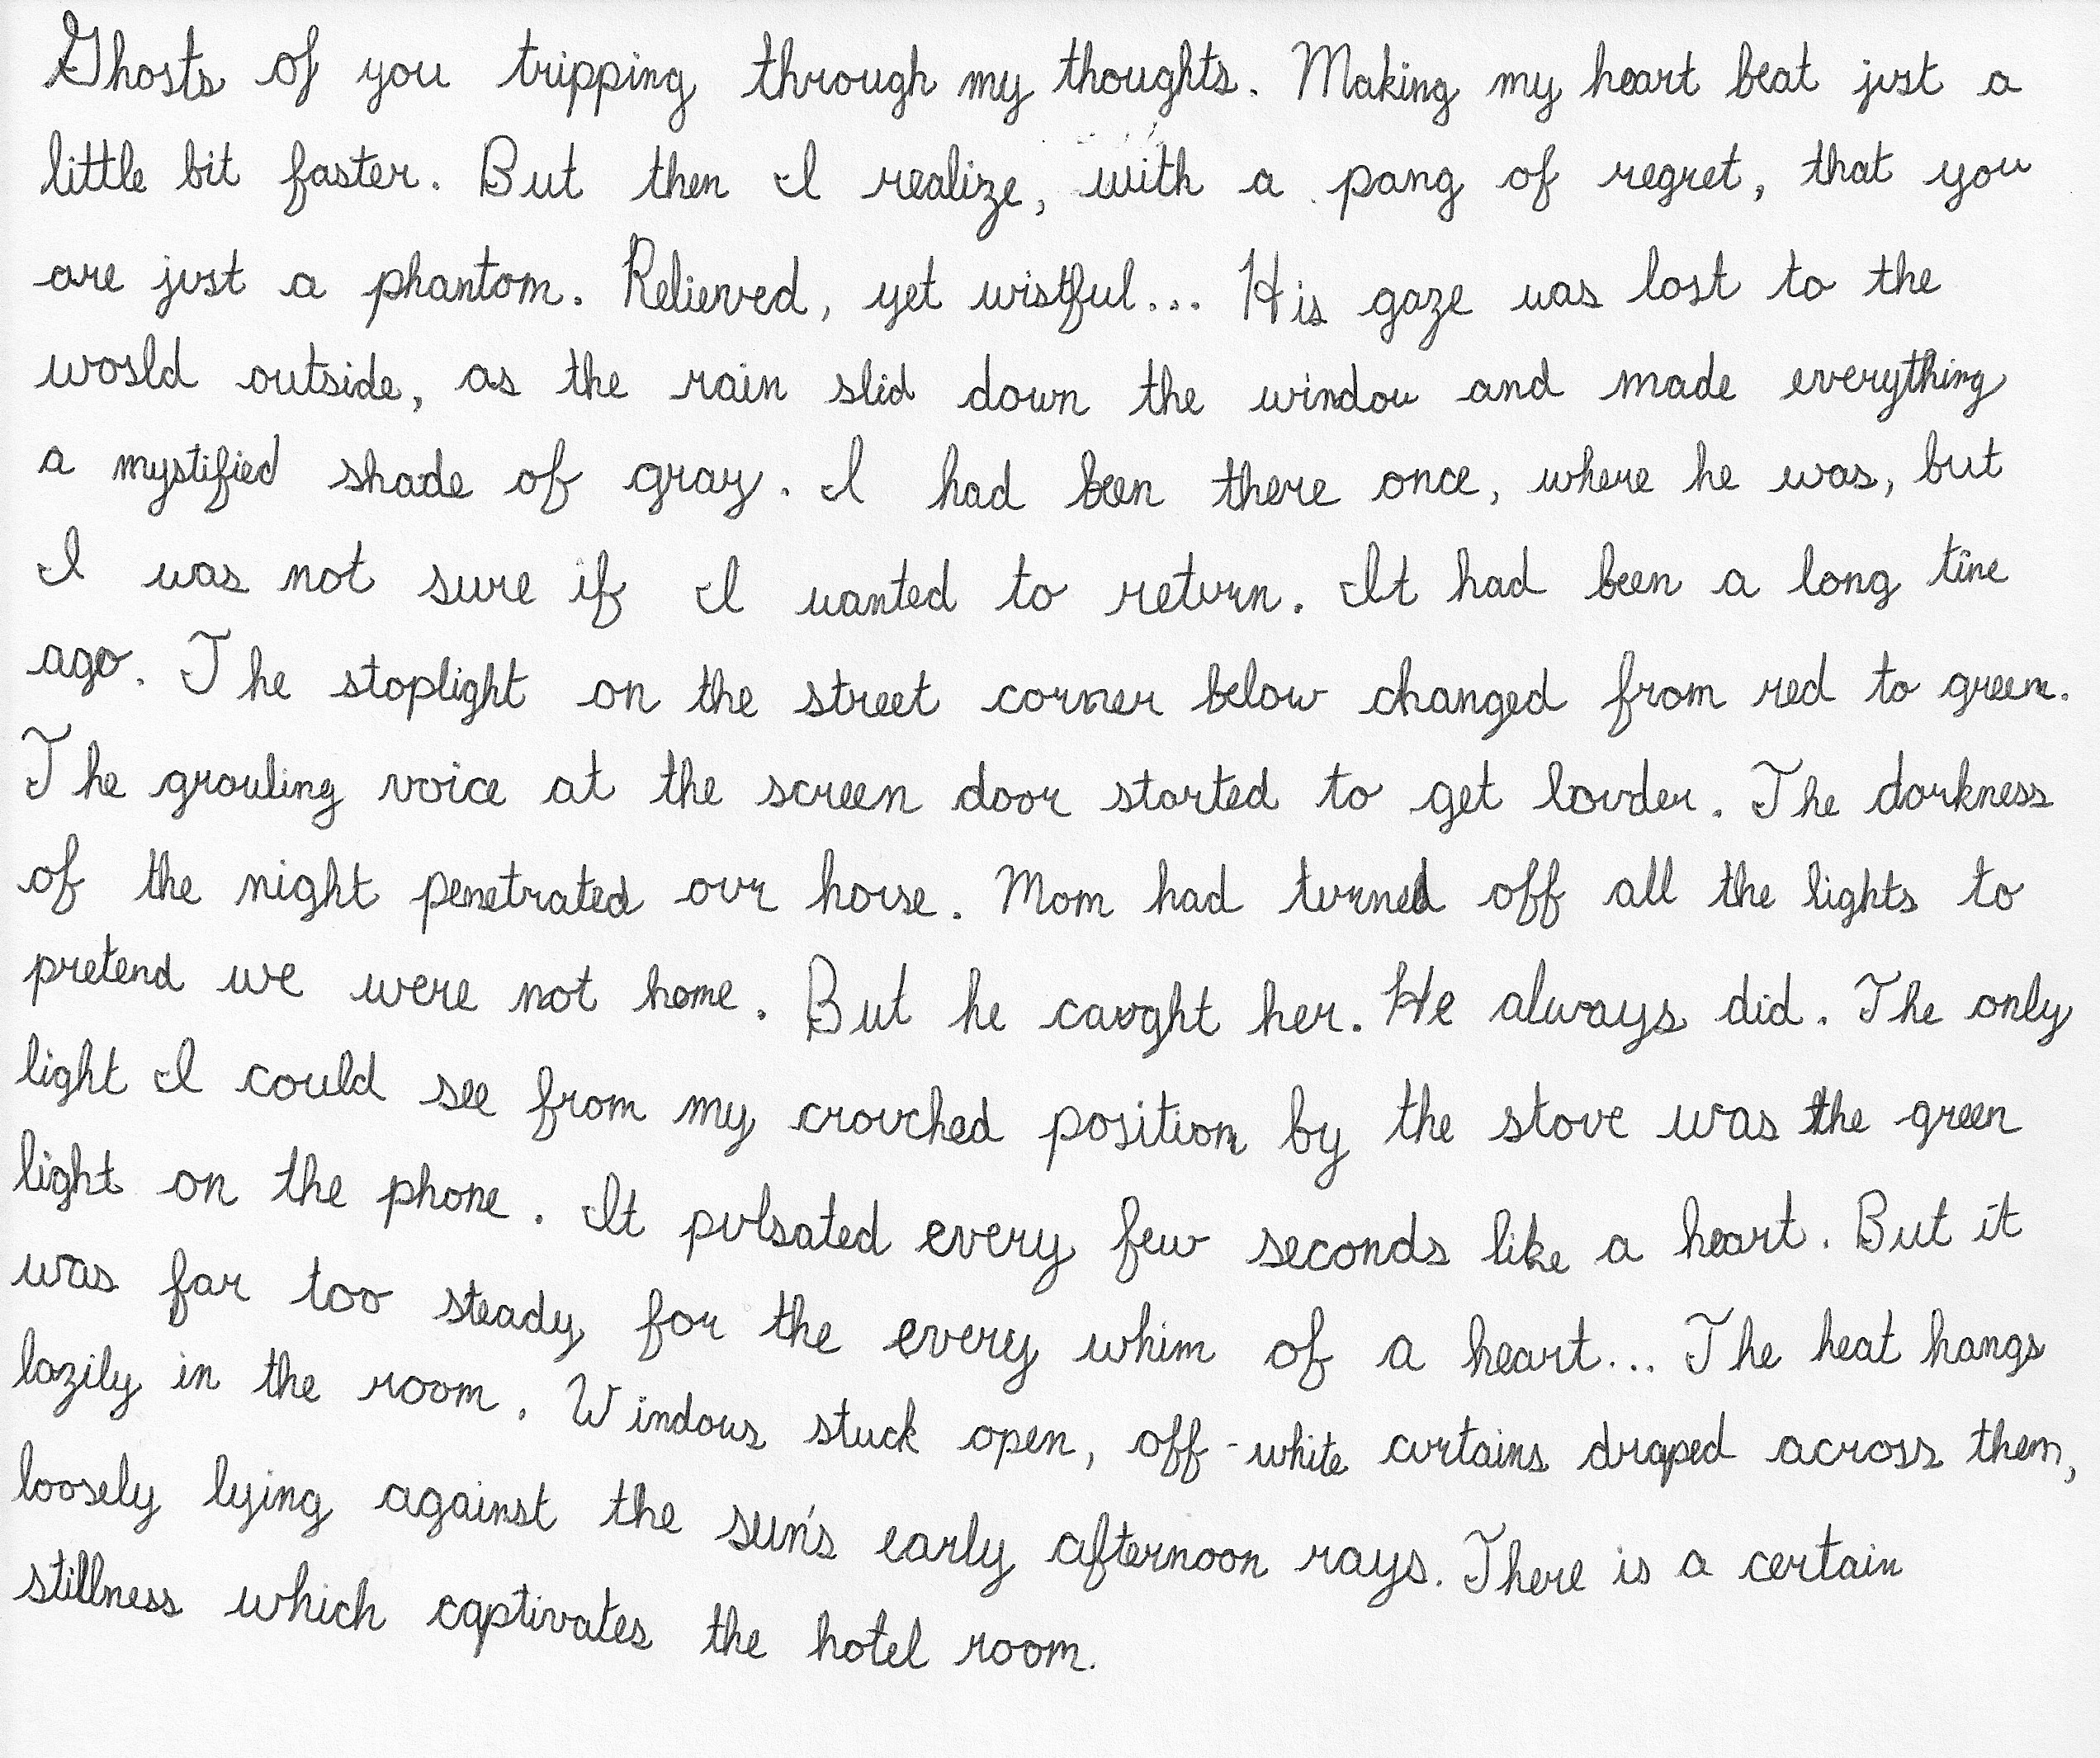 Ghosts of you tripping through my thoughts. Making my heart beat just a
little bit faster. But then I realize, with a pang of regret, that you
are just a phantom. Relieved, yet wistful... His gaze was lost to the
world outside, as the rain slid down the window and made everything
a mystified shade of gray. I had been there once, where he was, but
I was not sure if I wanted to return. It had been a long time
ago. The stoplight on the street corner below changed from red to green.
The growling voice at the screen door started to get louder. The darkness
of the night penetrated our house. Mom had turned off all the lights to
pretend we were not home. But he caught her. He always did. The only
light I could see from my crouched position by the stove was the green
light on the phone. It pulsated every few seconds like a heart. But it
was far too steady for the every whim of a heart... The heat hangs
lazily in the room. Windows stuck open, off-white curtains draped across them,
loosely lying against the sun's early afternoon rays. There is a certain
stillness which captivates the hotel room.